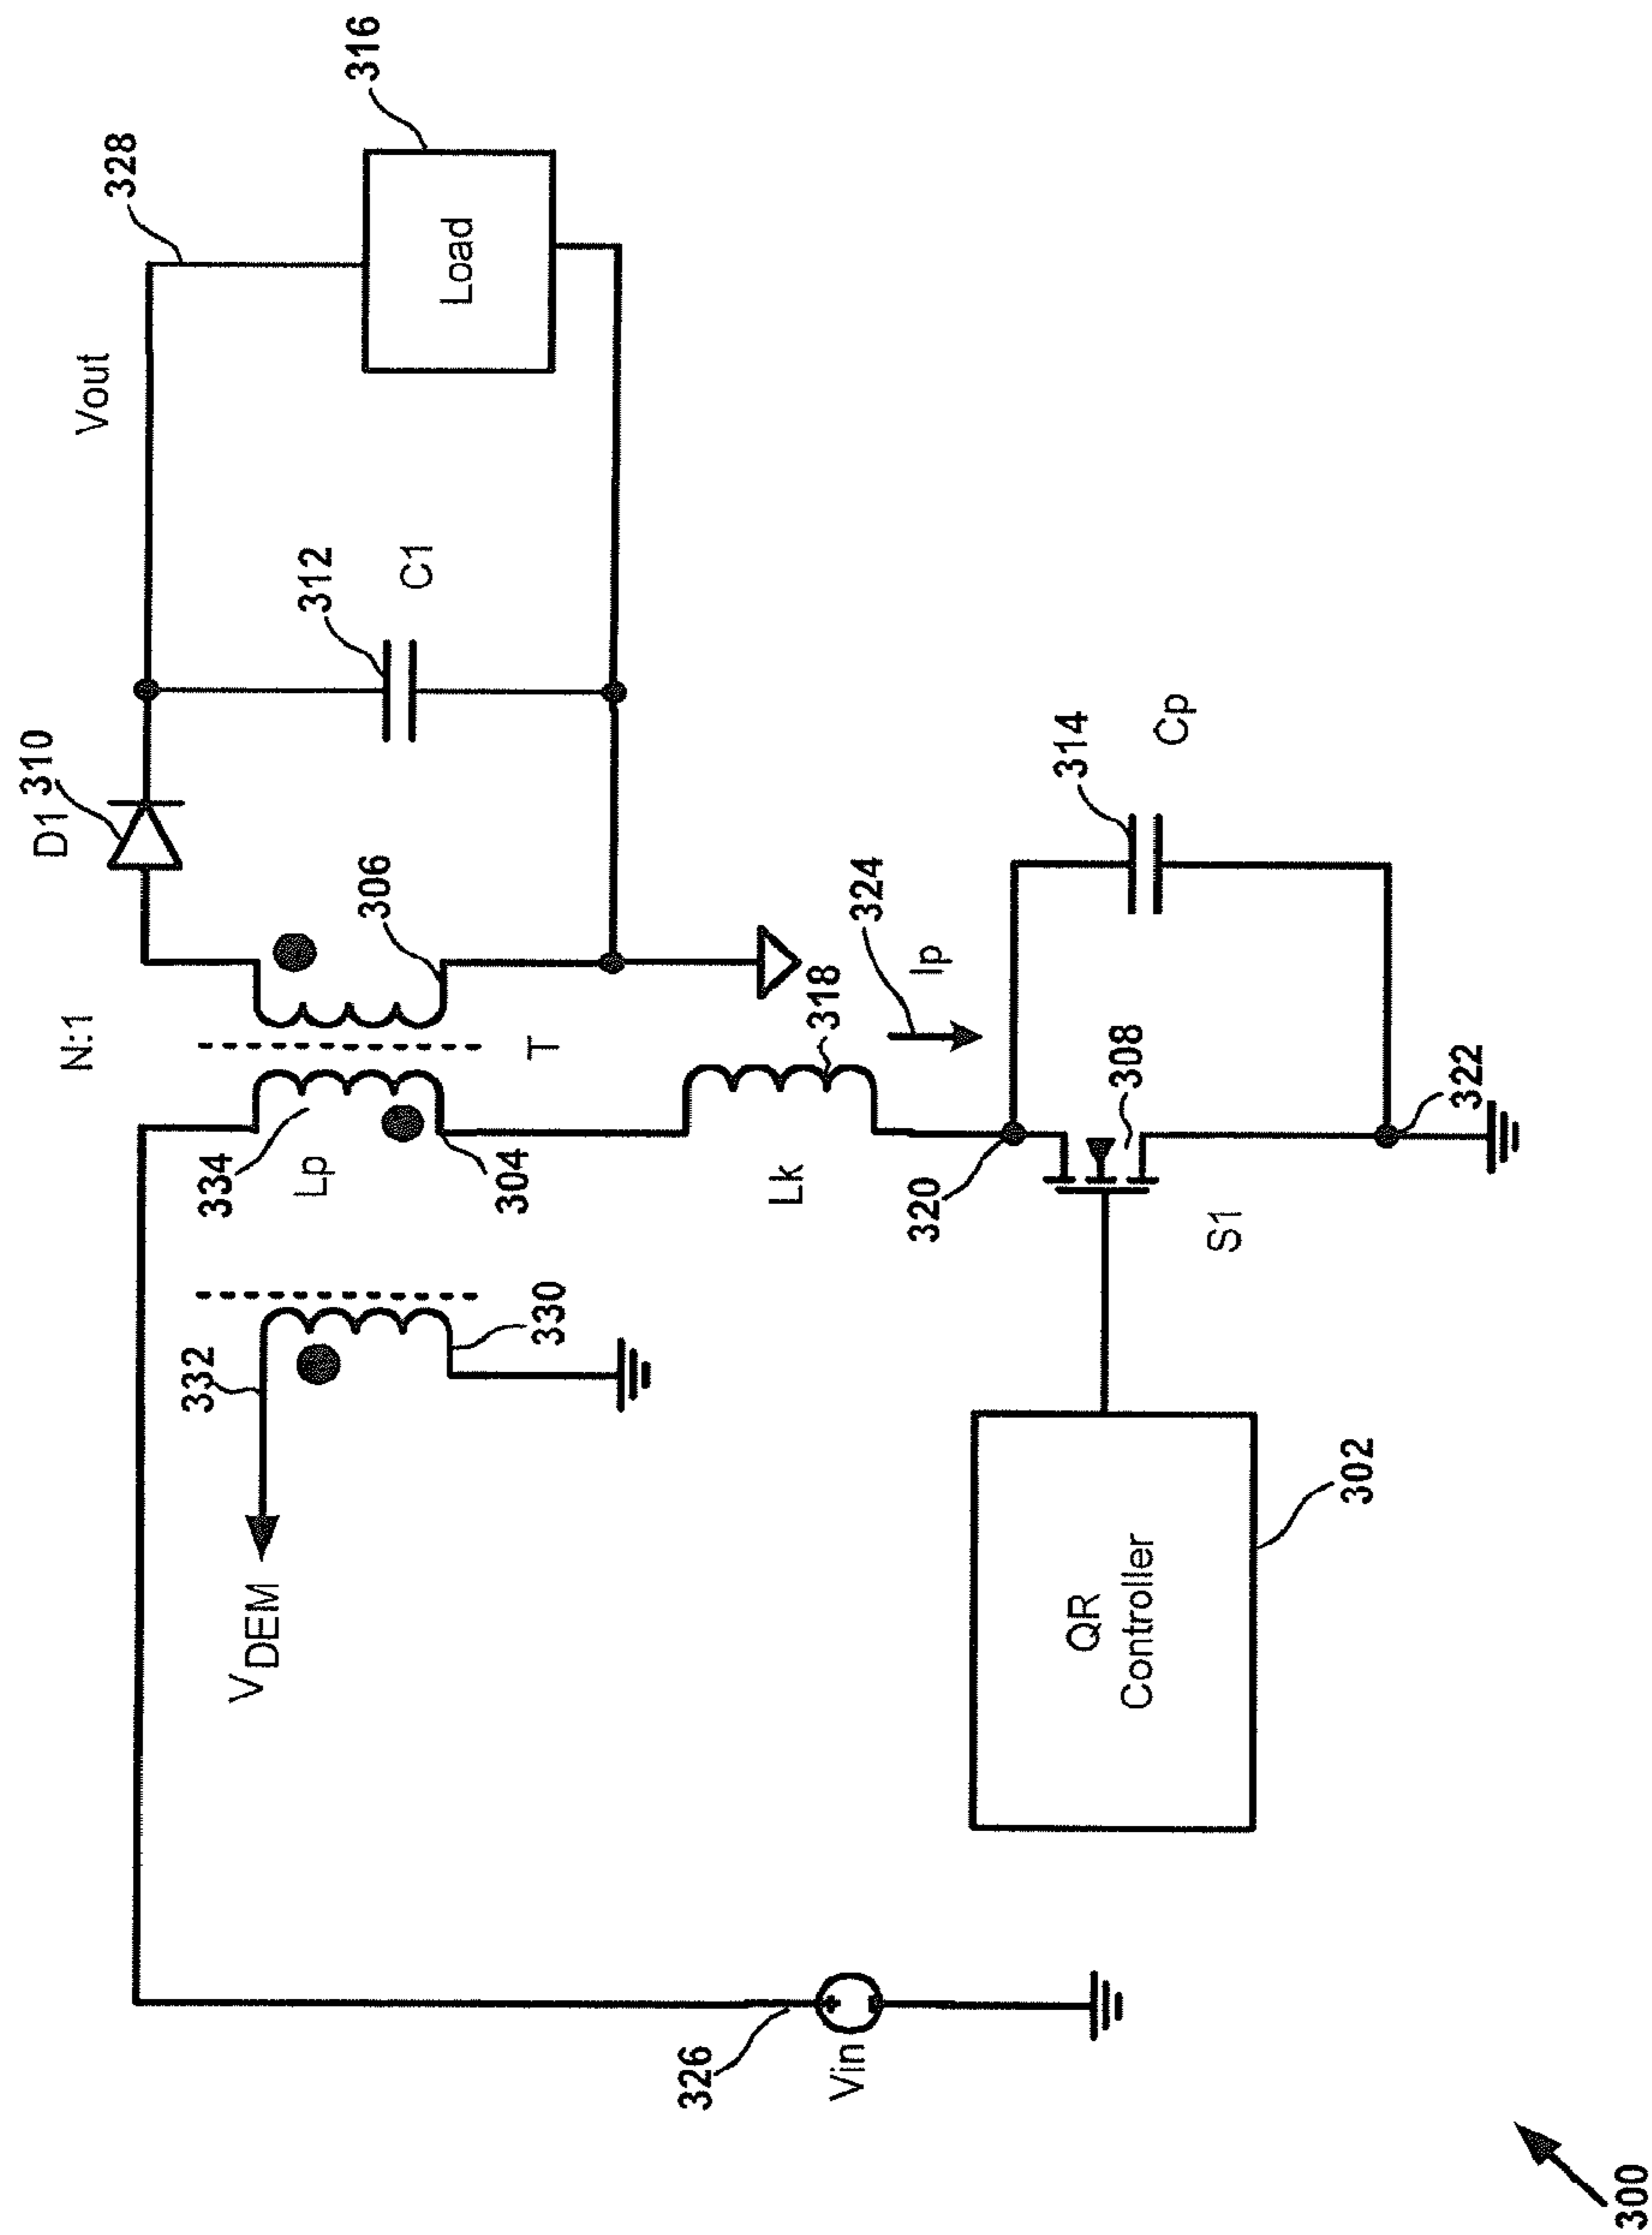 316
328
Load
Vout
312
C1
D1
310
306
314
Cp
324
Ip
N:1
T
318
334
Lp
304
Lk
308
322
320
S1
332
330
VDEM
302
QR
Controller
326
Vin
300